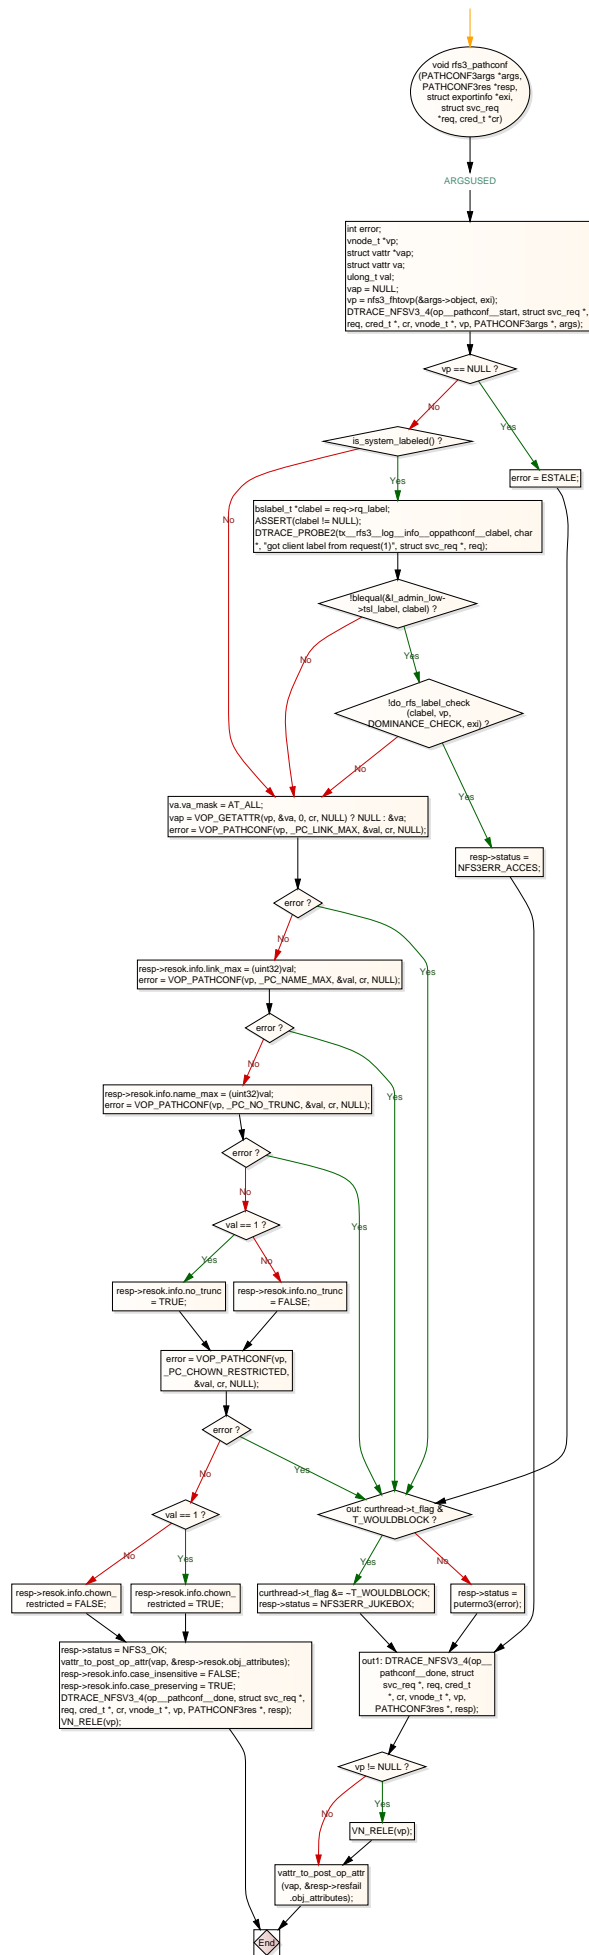 void rfs3_pathconf
(PATHCONF3args *args,
PATHCONF3res *resp,
struct exportinfo *exi,
struct svc_req
*req, cred_t *cr)
ARGSUSED
int error;
vnode_t *vp;
struct vattr *vap;
struct vattr va;
ulong_t val;
vap = NULL;
vp = nfs3_fhtovp(&args->object, exi);
DTRACE_NFSV3_4(op__pathconf__start, struct svc_req *,
req, cred_t *, cr, vnode_t *, vp, PATHCONF3args *, args);
vp == NULL ?
No
Yes
is_system_labeled() ?
error = ESTALE;
Yes
No
bslabel_t *clabel = req->rq_label;
ASSERT(clabel != NULL);
DTRACE_PROBE2(tx__rfs3__log__info__oppathconf__clabel, char
*, "got client label from request(1)", struct svc_req *, req);
!blequal(&l_admin_low-
>tsl_label, clabel) ?
No
Yes
!do_rfs_label_check
(clabel, vp,
DOMINANCE_CHECK, exi) ?
No
Yes
va.va_mask = AT_ALL;
vap = VOP_GETATTR(vp, &va, 0, cr, NULL) ? NULL : &va;
error = VOP_PATHCONF(vp, _PC_LINK_MAX, &val, cr, NULL);
resp->status =
NFS3ERR_ACCES;
error ?
No
Yes
resp->resok.info.link_max = (uint32)val;
error = VOP_PATHCONF(vp, _PC_NAME_MAX, &val, cr, NULL);
error ?
No
Yes
resp->resok.info.name_max = (uint32)val;
error = VOP_PATHCONF(vp, _PC_NO_TRUNC, &val, cr, NULL);
error ?
No
Yes
val == 1 ?
Yes
No
resp->resok.info.no_trunc
= TRUE;
resp->resok.info.no_trunc
= FALSE;
error = VOP_PATHCONF(vp,
_PC_CHOWN_RESTRICTED,
&val, cr, NULL);
error ?
No
Yes
val == 1 ?
out: curthread->t_flag &
T_WOULDBLOCK ?
No
Yes
Yes
No
resp->resok.info.chown_
restricted = FALSE;
resp->resok.info.chown_
restricted = TRUE;
curthread->t_flag &= ~T_WOULDBLOCK;
resp->status = NFS3ERR_JUKEBOX;
resp->status =
puterrno3(error);
resp->status = NFS3_OK;
vattr_to_post_op_attr(vap, &resp->resok.obj_attributes);
resp->resok.info.case_insensitive = FALSE;
resp->resok.info.case_preserving = TRUE;
DTRACE_NFSV3_4(op__pathconf__done, struct svc_req *,
req, cred_t *, cr, vnode_t *, vp, PATHCONF3res *, resp);
VN_RELE(vp);
out1: DTRACE_NFSV3_4(op__
pathconf__done, struct
svc_req *, req, cred_t
*, cr, vnode_t *, vp,
PATHCONF3res *, resp);
vp != NULL ?
No
Yes
VN_RELE(vp);
vattr_to_post_op_attr
(vap, &resp->resfail
.obj_attributes);
End